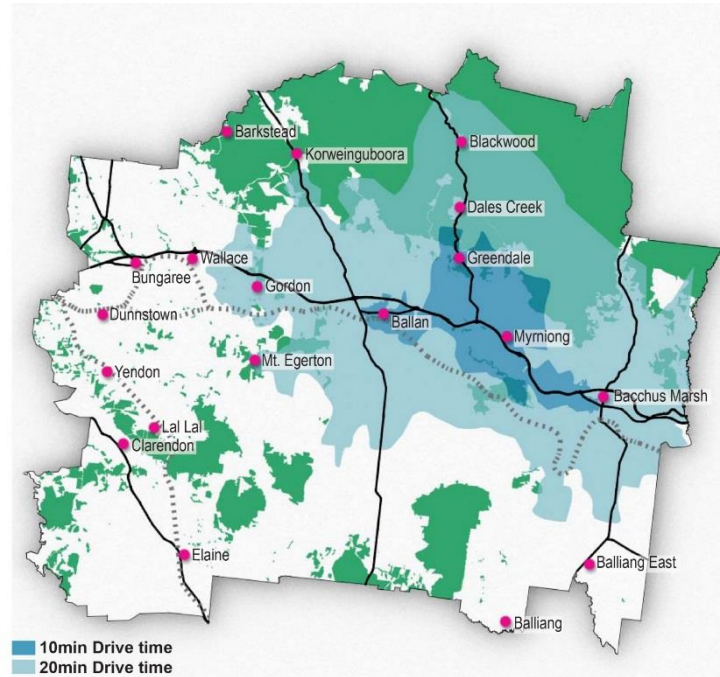 Barkstead
Korweinguboora
Blackwood
Dales Creek
Greendale
Wallace
Bungaree
Gordon
Dunnstown
Ballan
Myrniong
Mt. Egerton
Yendon
Bacchus Marsh
Lal Lal
Clarendon
Elaine
Balliang East
Balliang
10min Drive time
20min Drive time